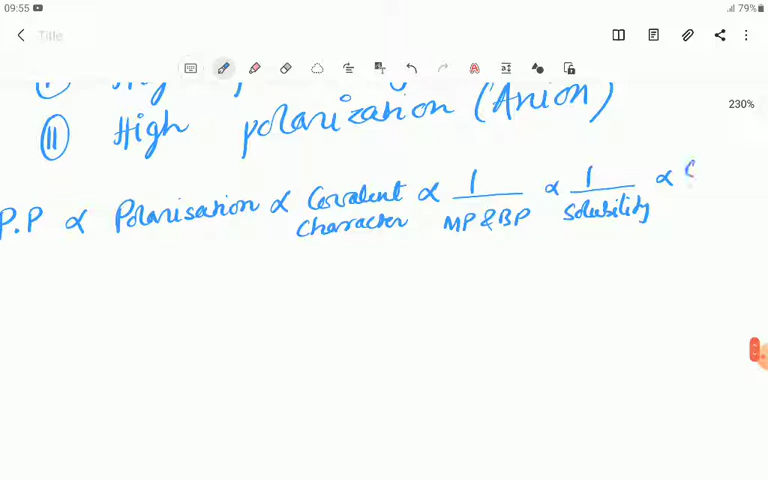 09:55 79%
Title
230%
(II) High polarization (Anion)
P.P ∝ Polarisation ∝ Covalent character ∝ 1/MP & BP ∝ 1/solubility ∝